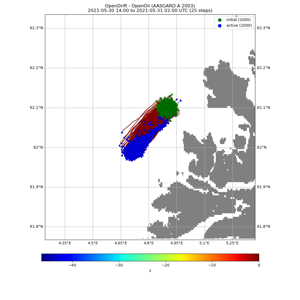 OpenDrift - OpenOil (AASGARD A 2003)
2021-05-30 14:00 to 2021-05-31 02:00 UTC (25 steps)
initial (2000)
active (2000)
62.3°N 62.3°N
62.2°N 62.2°N
62.1°N 62.1°N
62°N 62°N
61.9°N 61.9°N
61.8°N 61.8°N
4.35°E 4.5°E 4.65°E 4.8°E 4.95°E 5.1°E 5.25°E
−40 −30 −20 −10 0
z